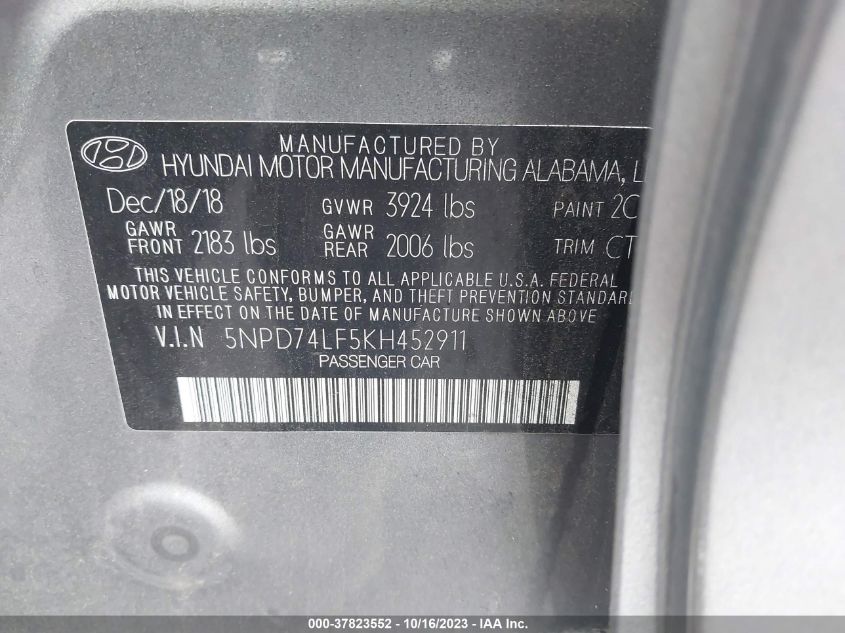 MANUFACTURED BY
HYUNDAI MOTOR MANUFACTURING ALABAMA,
Dec/18/18 GVWR 3924 lbs PAINT 2C
GAWR FRONT 2183 lbs GAWR REAR 2006 lbs TRIM CT
THIS VEHICLE CONFORMS TO ALL APPLICABLE U.S.A. FEDERAL
MOTOR VEHICLE SAFETY, BUMPER, AND THEFT PREVENTION STANDARD
IN EFFECT ON THE DATE OF MANUFACTURE SHOWN ABOVE
V.I.N 5NPD74LF5KH452911
PASSENGER CAR
000-37823552 - 10/16/2023 - IAA Inc.